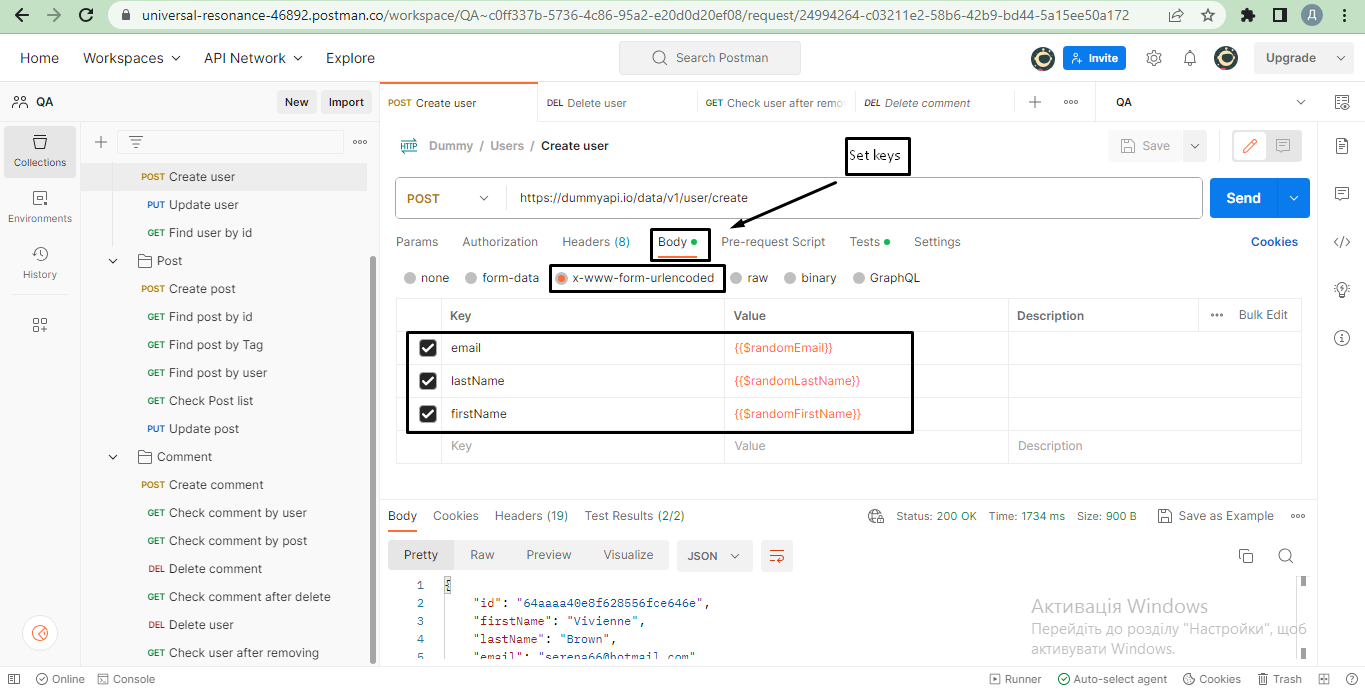 universal-resonance-46892.postman.co/workspace/QA~c0ff337b-5736-4c86-95a2-e20d0d20ef08/request/24994264-c03211e2-58b6-42b9-bd44-5a15ee50a172
Д
Home Workspaces API Network Explore Search Postman Invite Upgrade
QA New Import
POST Create user DEL Delete user GET Check user after remo DEL Delete comment QA
Collections
Environments
History
POST Create user
PUT Update user
GET Find user by id
Post
POST Create post
GET Find post by id
GET Find post by Tag
GET Find post by user
GET Check Post list
PUT Update post
Comment
POST Create comment
GET Check comment by user
GET Check comment by post
DEL Delete comment
GET Check comment after delete
DEL Delete user
GET Check user after removing
HTTP Dummy / Users / Create user Save
Set keys
POST https://dummyapi.io/data/v1/user/create Send
Params Authorization Headers (8) Body Pre-request Script Tests Settings Cookies
none form-data x-www-form-urlencoded raw binary GraphQL
Key Value Description Bulk Edit
email {{$randomEmail}}
lastName {{$randomLastName}}
firstName {{$randomFirstName}}
Key Value Description
Body Cookies Headers (19) Test Results (2/2) Status: 200 OK Time: 1734 ms Size: 900 B Save as Example
Pretty Raw Preview Visualize JSON
1 {
2 "id": "64aaaa40e8f628556fce646e",
3 "firstName": "Vivienne",
4 "lastName": "Brown",
5 "email": "serena66@hotmail.com"
Активація Windows
Перейдіть до розділу "Настройки", щоб
активувати Windows.
Online Console Runner Auto-select agent Cookies Trash